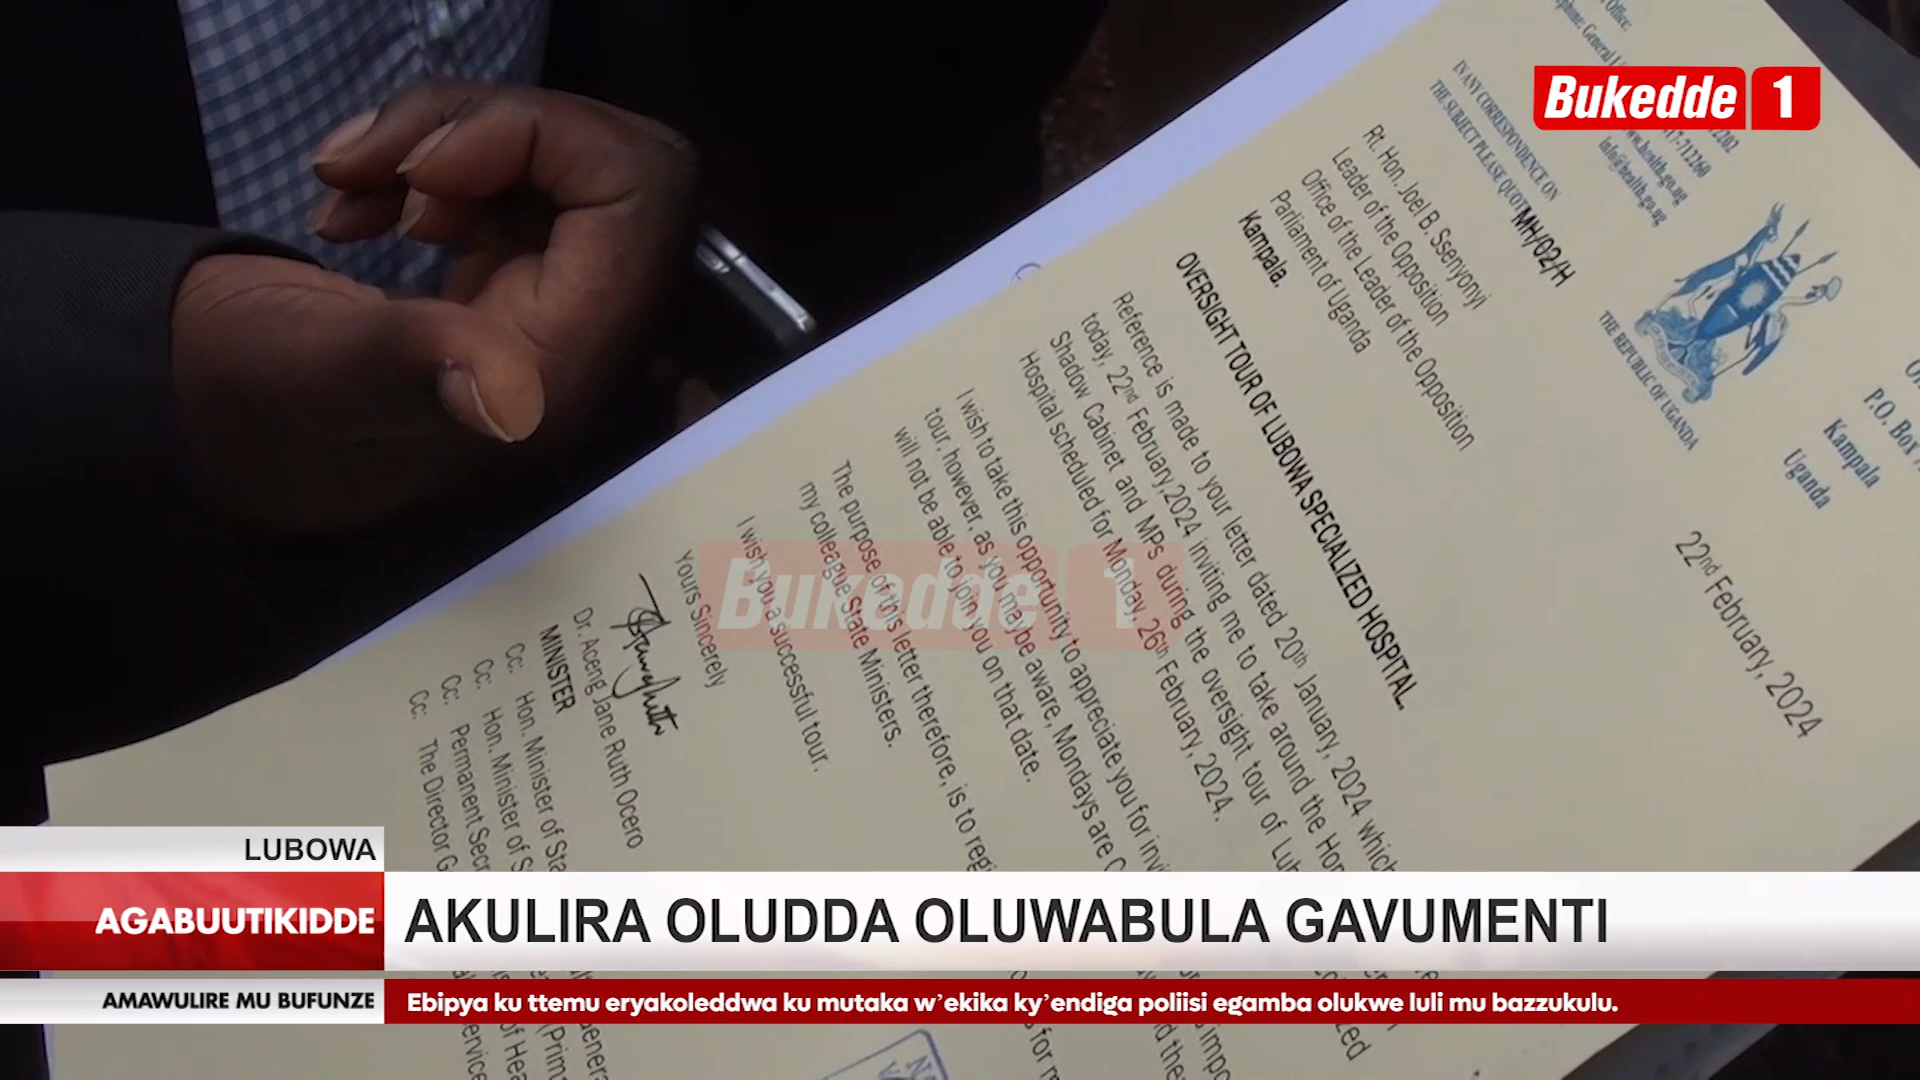 Bukedde 1
Office:
IN ANY CORRESPONDENCE ON
THE SUBJECT PLEASE QUOTE MH/02/H
www.health.go.ug
Info@health.go.ug
THE REPUBLIC OF UGANDA
P.O. Box
Kampala
Uganda
22nd February, 2024
Rt. Hon. Joel B. Ssenyonyi
Leader of the Opposition
Office of the Leader of the Opposition
Parliament of Uganda
Kampala.
OVERSIGHT TOUR OF LUBOWA SPECIALIZED HOSPITAL
Reference is made to your letter dated 20th January, 2024 which
today, 22nd February, 2024 inviting me to take around the Hon
Shadow Cabinet and MPs during the oversight tour of
Hospital scheduled for Monday 26th February, 2024.
I wish to take this opportunity to appreciate you for
tour, however, as you may be aware, Mondays are
will not be able to join you on that date.
The purpose of this letter therefore, is to
my colleague State Ministers.
I wish you a successful tour.
Yours Sincerely
Dr. Aceng Jane Ruth Ocero
MINISTER
Cc: Hon. Minister of
Cc: Hon. Minister of
Cc: Permanent
Cc: The Director
Bukedde 1
LUBOWA
AGABUUTIKIDDE AKULIRA OLUDDA OLUWABULA GAVUMENTI
AMAWULIRE MU BUFUNZE Ebipya ku ttemu eryakoleddwa ku mutaka w'ekika ky'endiga poliisi egamba olukwe luli mu bazzukulu.